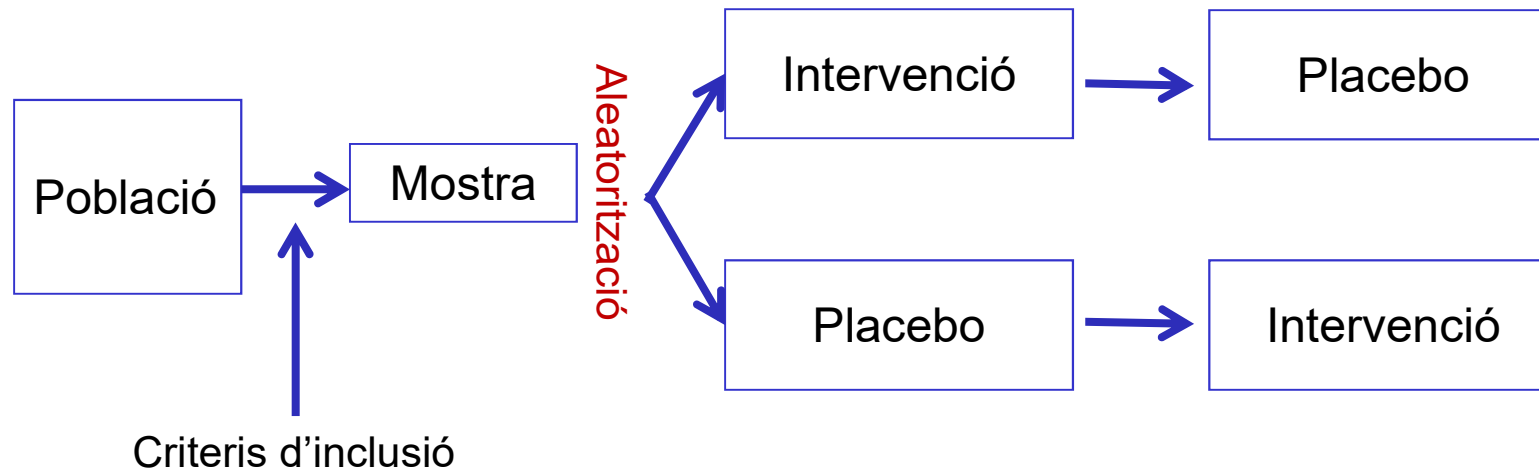 Població
Criteris d’inclusió
Mostra
Aleatorització
Intervenció
Placebo
Placebo
Intervenció